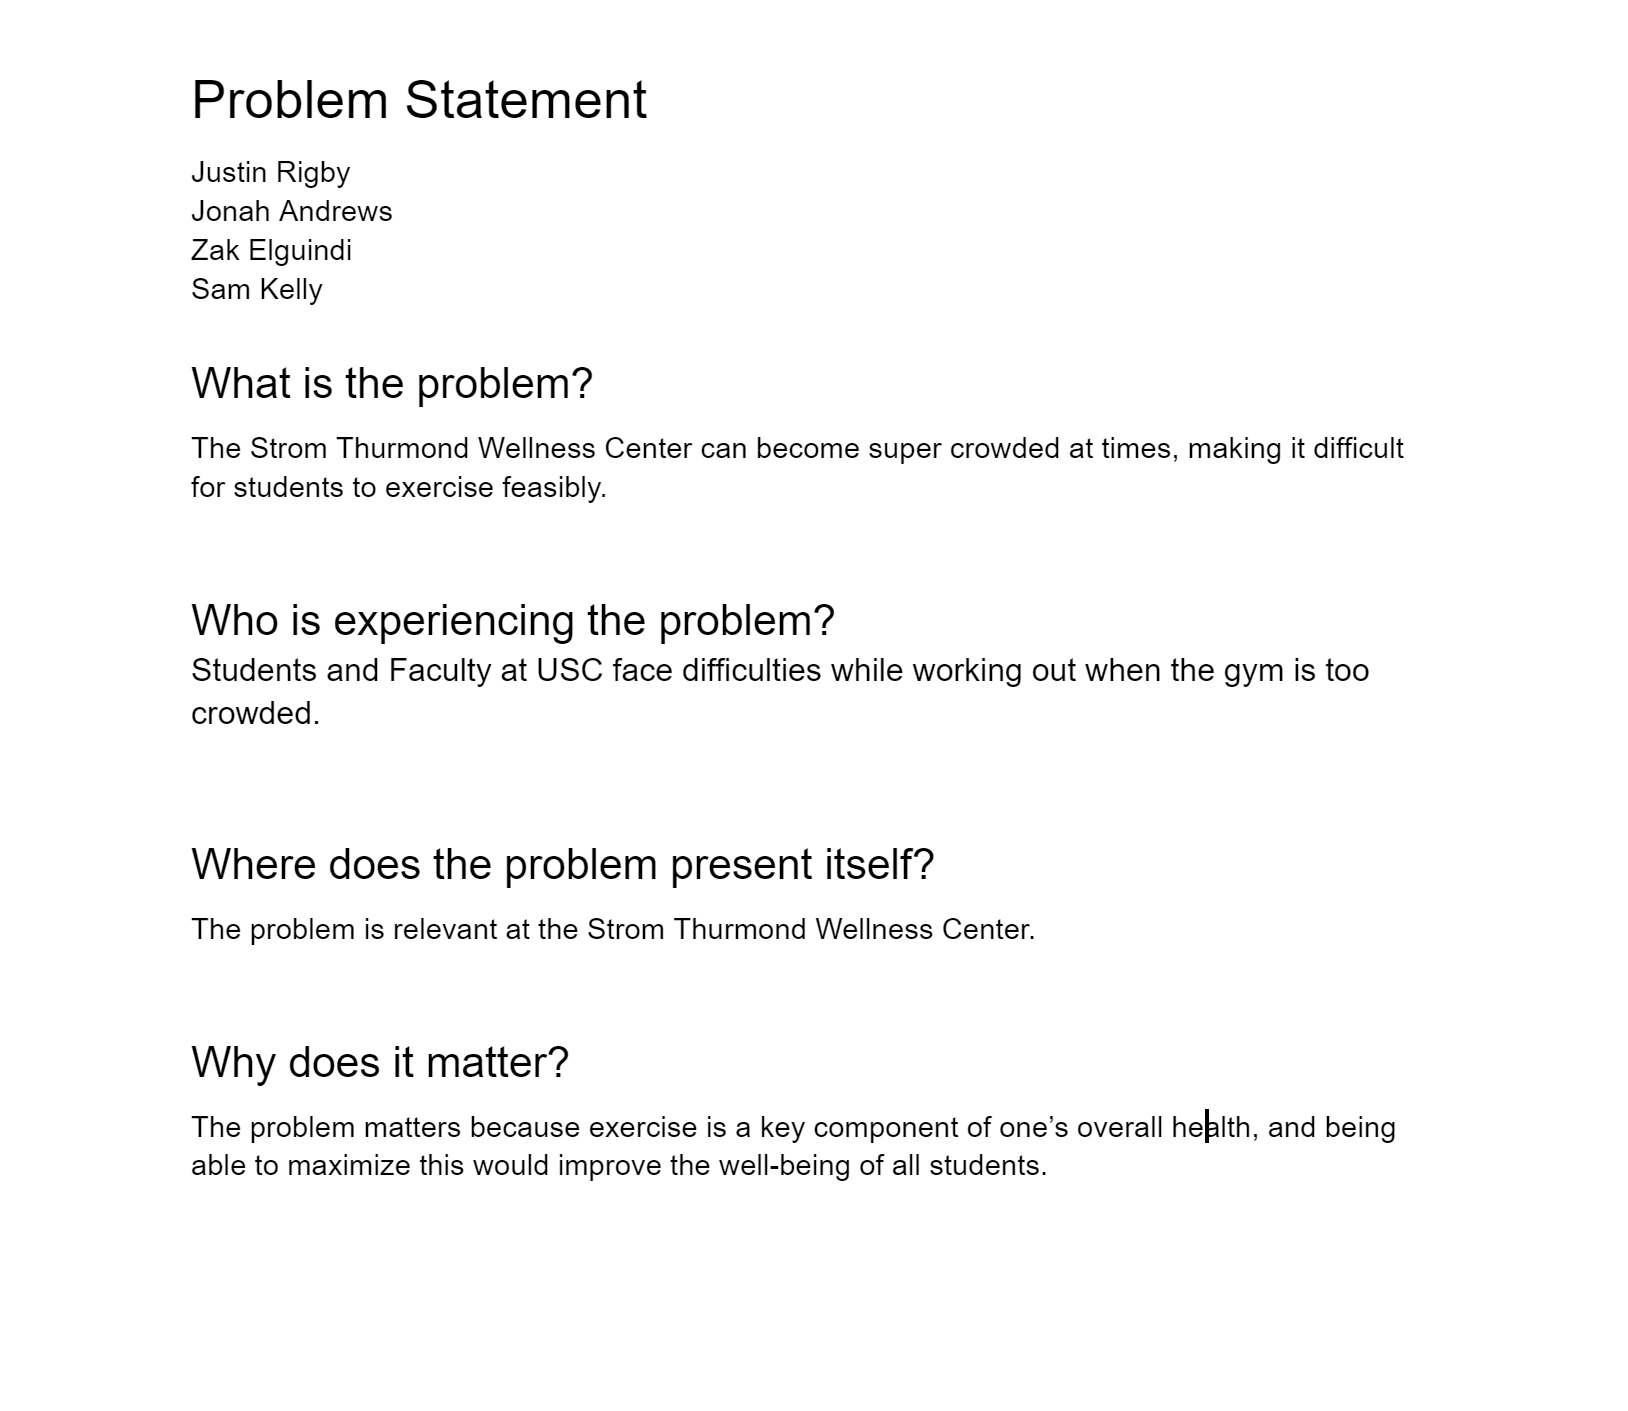 Problem Statement
Justin Rigby
Jonah Andrews
Zak Elguindi
Sam Kelly
What is the problem?
The Strom Thurmond Wellness Center can become super crowded at times, making it difficult
for students to exercise feasibly.
Who is experiencing the problem?
Students and Faculty at USC face difficulties while working out when the gym is too
crowded.
Where does the problem present itself?
The problem is relevant at the Strom Thurmond Wellness Center.
Why does it matter?
The problem matters because exercise is a key component of one’s overall health, and being
able to maximize this would improve the well-being of all students.